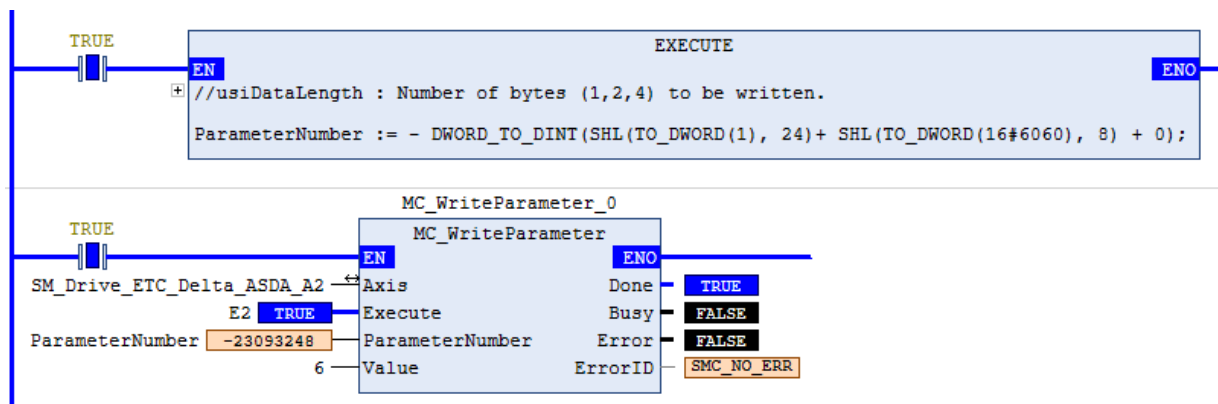 TRUE
EXECUTE
EN ENO
//usiDataLength : Number of bytes (1,2,4) to be written.
ParameterNumber := - DWORD_TO_DINT(SHL(TO_DWORD(1), 24)+ SHL(TO_DWORD(16#6060), 8) + 0);
MC_WriteParameter_0
TRUE MC_WriteParameter
EN ENO
SM_Drive_ETC_Delta_ASDA_A2 Axis Done TRUE
E2 TRUE Execute Busy FALSE
ParameterNumber -23093248 ParameterNumber Error FALSE
6 Value ErrorID SMC_NO_ERR